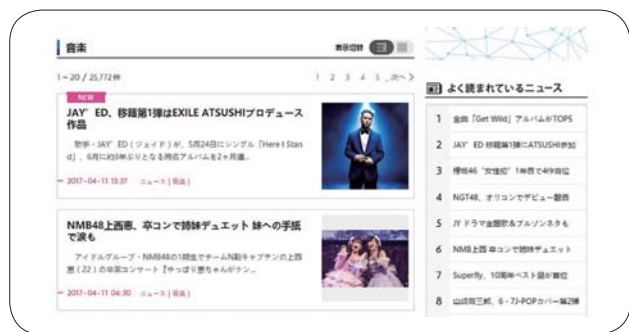 音楽
表示切替
1~20 / 25,772件
1 2 3 4 5 ...次へ >
NEW
JAY'ED、移籍第1弾はEXILE ATSUSHIプロデュース
作品
歌手・JAY'ED(ジェイド)が、5月24日にシングル「Here I Stan
d」、6月に約3年ぶりとなる同名アルバムを2ヶ月連...
2017-04-11 13:37 ニュース [音楽]
NMB48上西恵、卒コンで姉妹デュエット 妹への手紙
で涙も
アイドルグループ・NMB48の1期生でチームN副キャプテンの上西
恵(22)の卒業コンサート『やっぱり恵ちゃんがナン...
2017-04-11 06:30 ニュース [音楽]
よく読まれているニュース
1 全曲「Get Wild」アルバムがTOP5
2 JAY'ED 移籍第1弾にATSUSHI参加
3 欅坂46 “女性初” 1年目で4作首位
4 NGT48、オリコンでデビュー報告
5 JYドラマ主題歌&ブルゾンネタも
6 NMB上西 卒コンで姉妹デュエット
7 Superfly、10周年ベスト盤が首位
8 山崎育三郎、6・7J-POPカバー第2弾